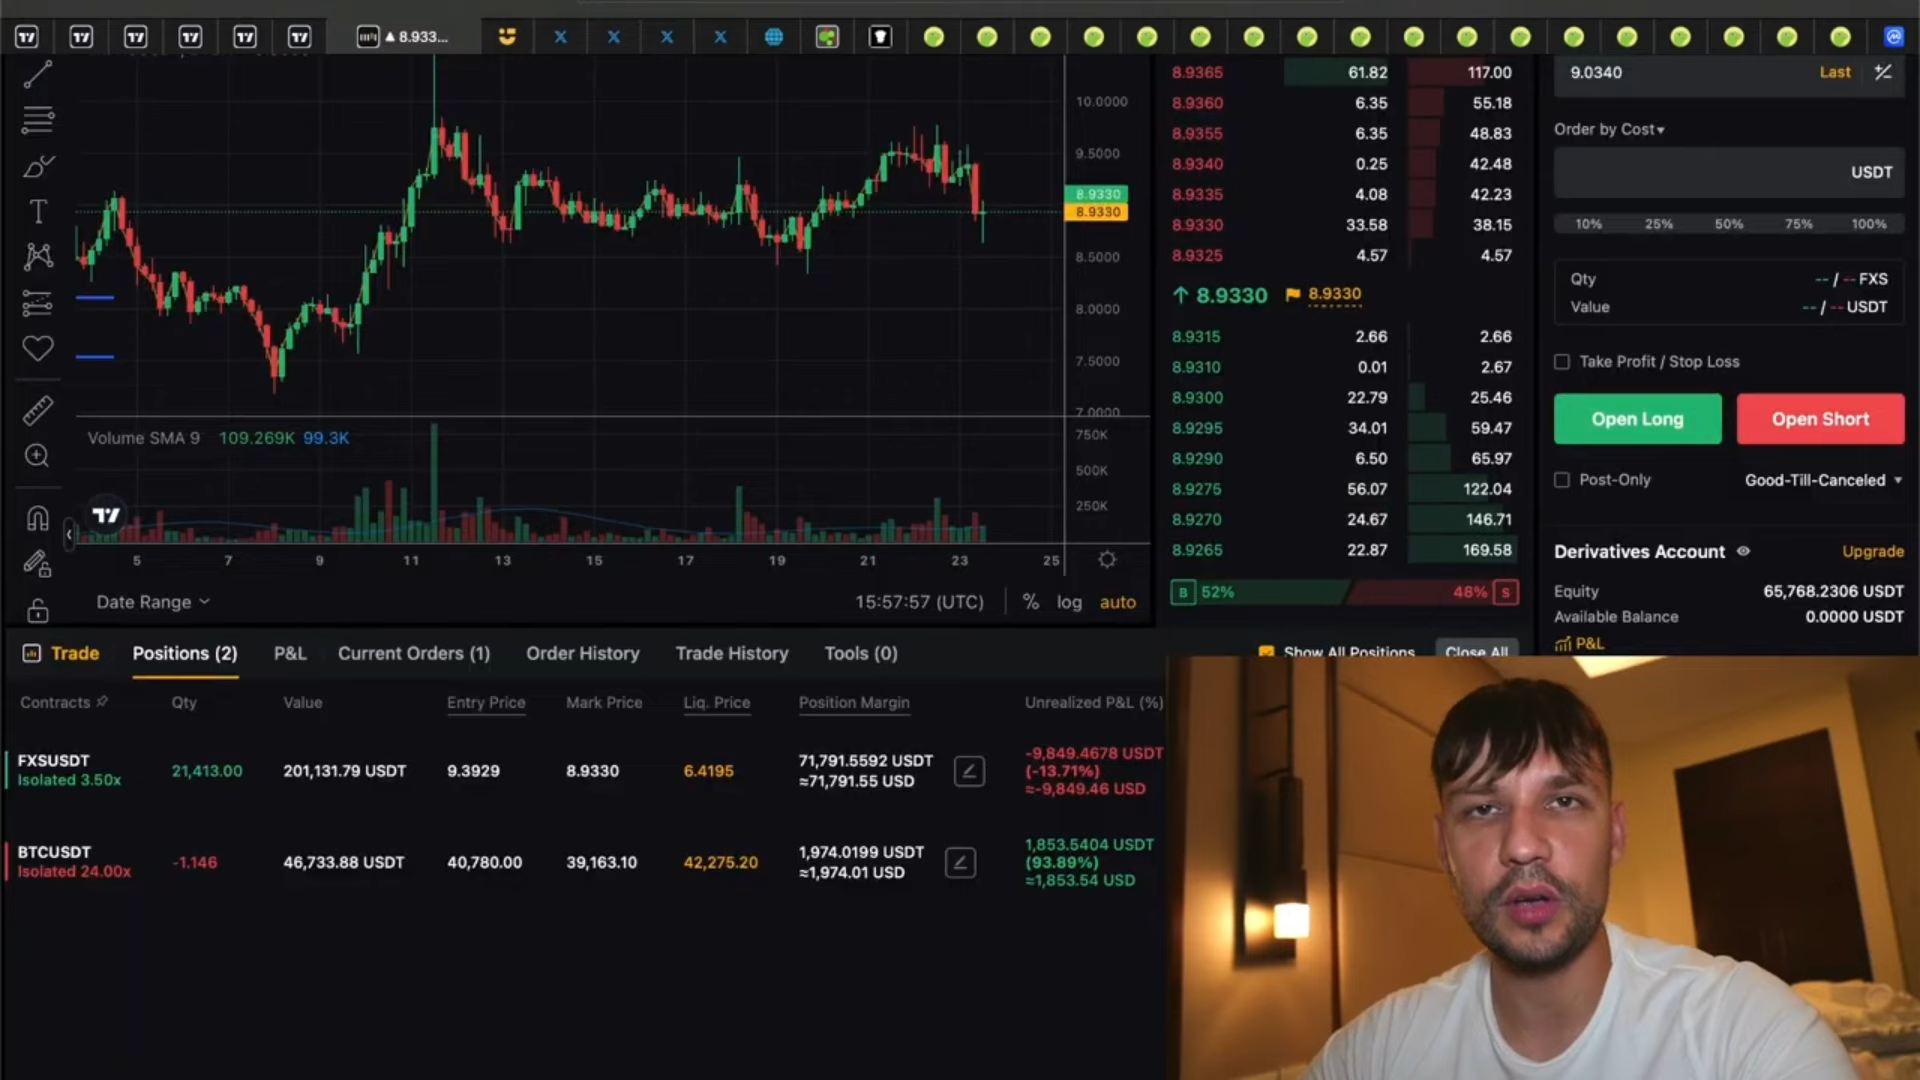 8.933...
10.0000
9.5000
8.9330
8.9330
8.5000
8.0000
7.5000
7.0000
Volume SMA 9 109.269K 99.3K
750K
500K
250K
5 7 9 11 13 15 17 19 21 23 25
Date Range
15:57:57 (UTC) % log auto
8.9365 61.82 117.00
8.9360 6.35 55.18
8.9355 6.35 48.83
8.9340 0.25 42.48
8.9335 4.08 42.23
8.9330 33.58 38.15
8.9325 4.57 4.57
8.9330 8.9330
8.9315 2.66 2.66
8.9310 0.01 2.67
8.9300 22.79 25.46
8.9295 34.01 59.47
8.9290 6.50 65.97
8.9275 56.07 122.04
8.9270 24.67 146.71
8.9265 22.87 169.58
B 52% 48% S
9.0340 Last
Order by Cost
USDT
10% 25% 50% 75% 100%
Qty -- / -- FXS
Value -- / -- USDT
Take Profit / Stop Loss
Open Long Open Short
Post-Only Good-Till-Canceled
Derivatives Account Upgrade
Equity 65,768.2306 USDT
Available Balance 0.0000 USDT
P&L
Trade Positions (2) P&L Current Orders (1) Order History Trade History Tools (0) Show All Positions Close All
Contracts Qty Value Entry Price Mark Price Liq. Price Position Margin Unrealized P&L (%)
FXSUSDT
Isolated 3.50x
21,413.00 201,131.79 USDT 9.3929 8.9330 6.4195
71,791.5592 USDT
≈71,791.55 USD
-9,849.4678 USDT
(-13.71%)
≈-9,849.46 USD
BTCUSDT
Isolated 24.00x
-1.146 46,733.88 USDT 40,780.00 39,163.10 42,275.20
1,974.0199 USDT
≈1,974.01 USD
1,853.5404 USDT
(93.89%)
≈1,853.54 USD